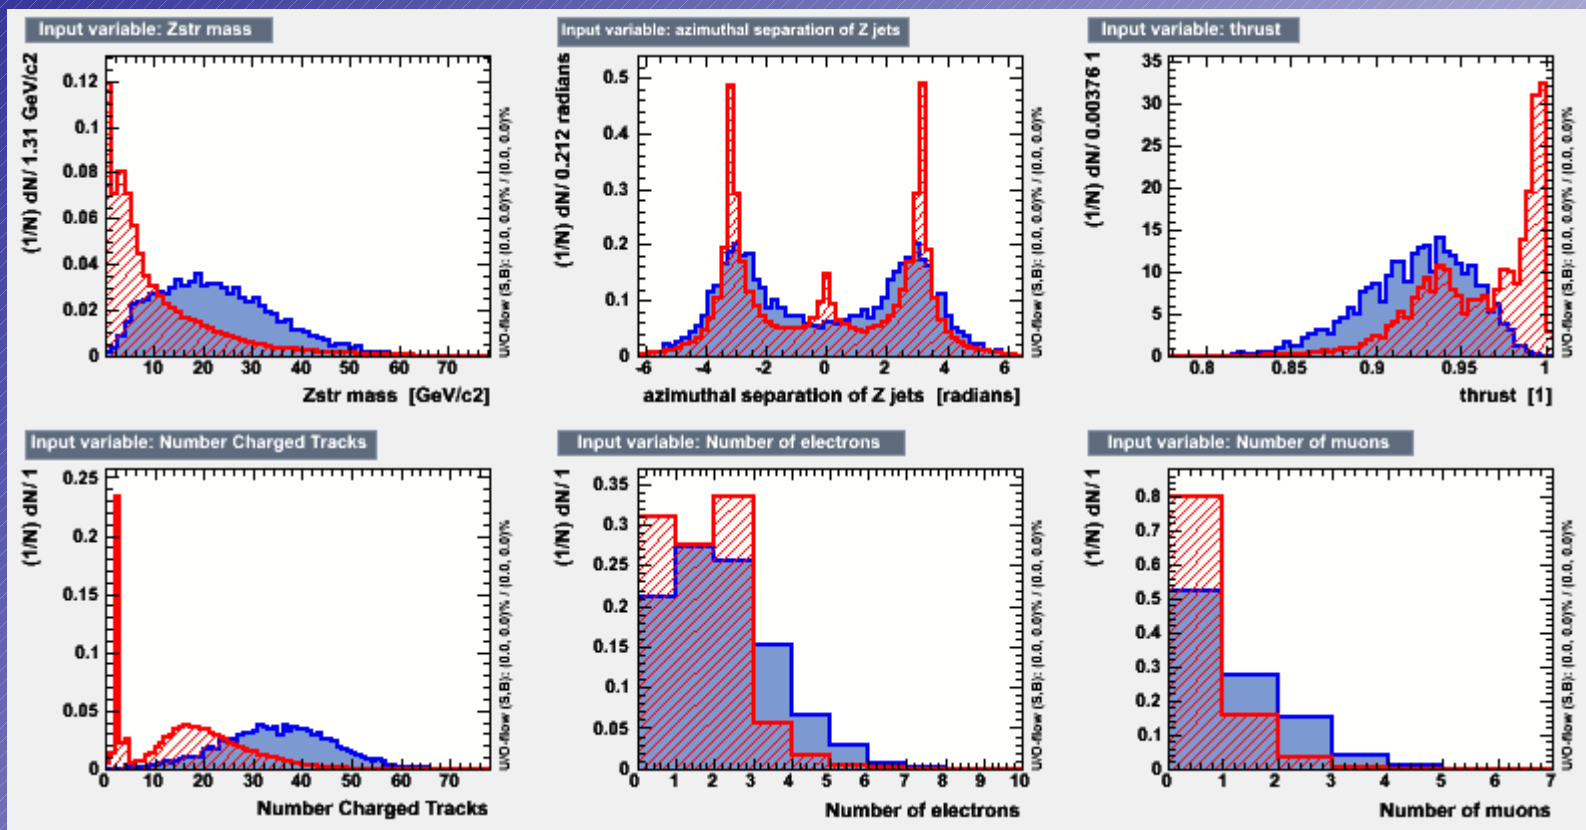 Input variable: Zstr mass
(1/N) dN/ 1.31 GeV/c2
0.12
0.1
0.08
0.06
0.04
0.02
0
10 20 30 40 50 60 70
Zstr mass [GeV/c2]
U/O-flow (S,B): (0.0, 0.0)% / (0.0, 0.0)%
Input variable: azimuthal separation of Z jets
(1/N) dN/ 0.212 radians
0.5
0.4
0.3
0.2
0.1
0
-6 -4 -2 0 2 4 6
azimuthal separation of Z jets [radians]
U/O-flow (S,B): (0.0, 0.0)% / (0.0, 0.0)%
Input variable: thrust
(1/N) dN/ 0.00376 1
35
30
25
20
15
10
5
0
0.8 0.85 0.9 0.95 1
thrust [1]
U/O-flow (S,B): (0.0, 0.0)% / (0.0, 0.0)%
Input variable: Number Charged Tracks
(1/N) dN/ 1
0.25
0.2
0.15
0.1
0.05
0
0 10 20 30 40 50 60 70
Number Charged Tracks
U/O-flow (S,B): (0.0, 0.0)% / (0.0, 0.0)%
Input variable: Number of electrons
(1/N) dN/ 1
0.35
0.3
0.25
0.2
0.15
0.1
0.05
0
0 1 2 3 4 5 6 7 8 9 10
Number of electrons
U/O-flow (S,B): (0.0, 0.0)% / (0.0, 0.0)%
Input variable: Number of muons
(1/N) dN/ 1
0.8
0.7
0.6
0.5
0.4
0.3
0.2
0.1
0
0 1 2 3 4 5 6 7
Number of muons
U/O-flow (S,B): (0.0, 0.0)% / (0.0, 0.0)%